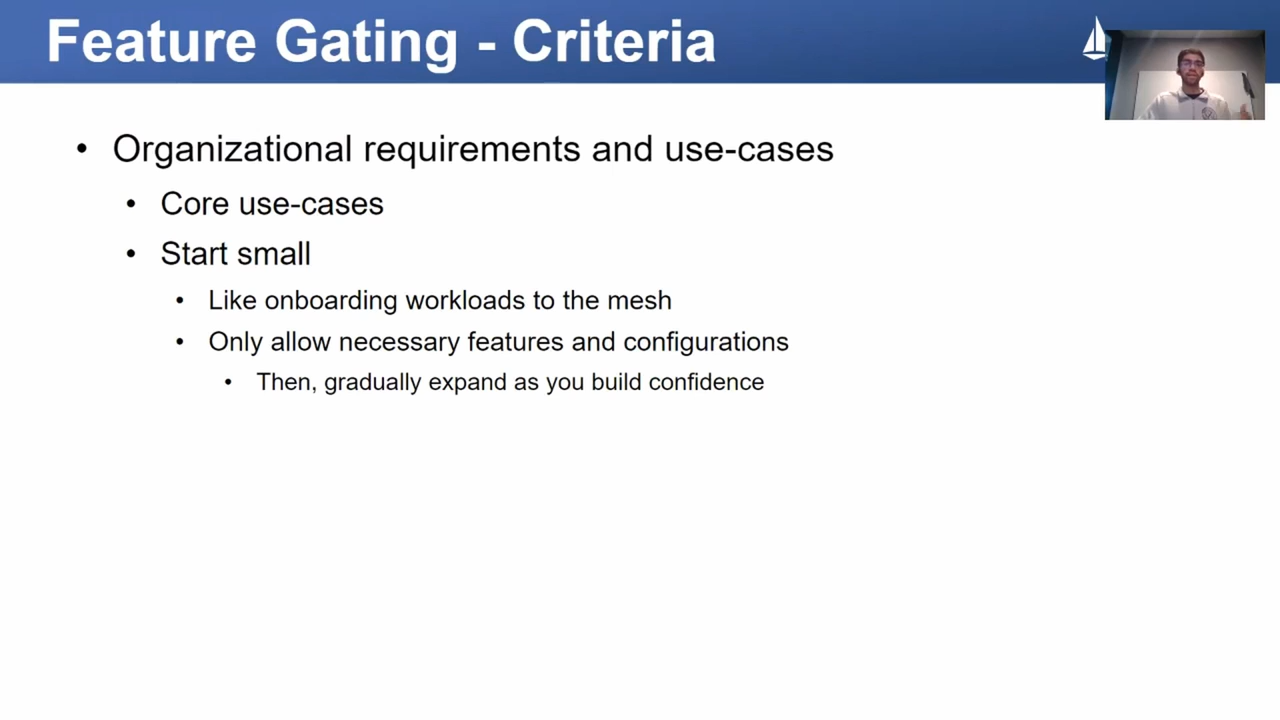 Feature Gating - Criteria
• Organizational requirements and use-cases
• Core use-cases
• Start small
• Like onboarding workloads to the mesh
• Only allow necessary features and configurations
• Then, gradually expand as you build confidence